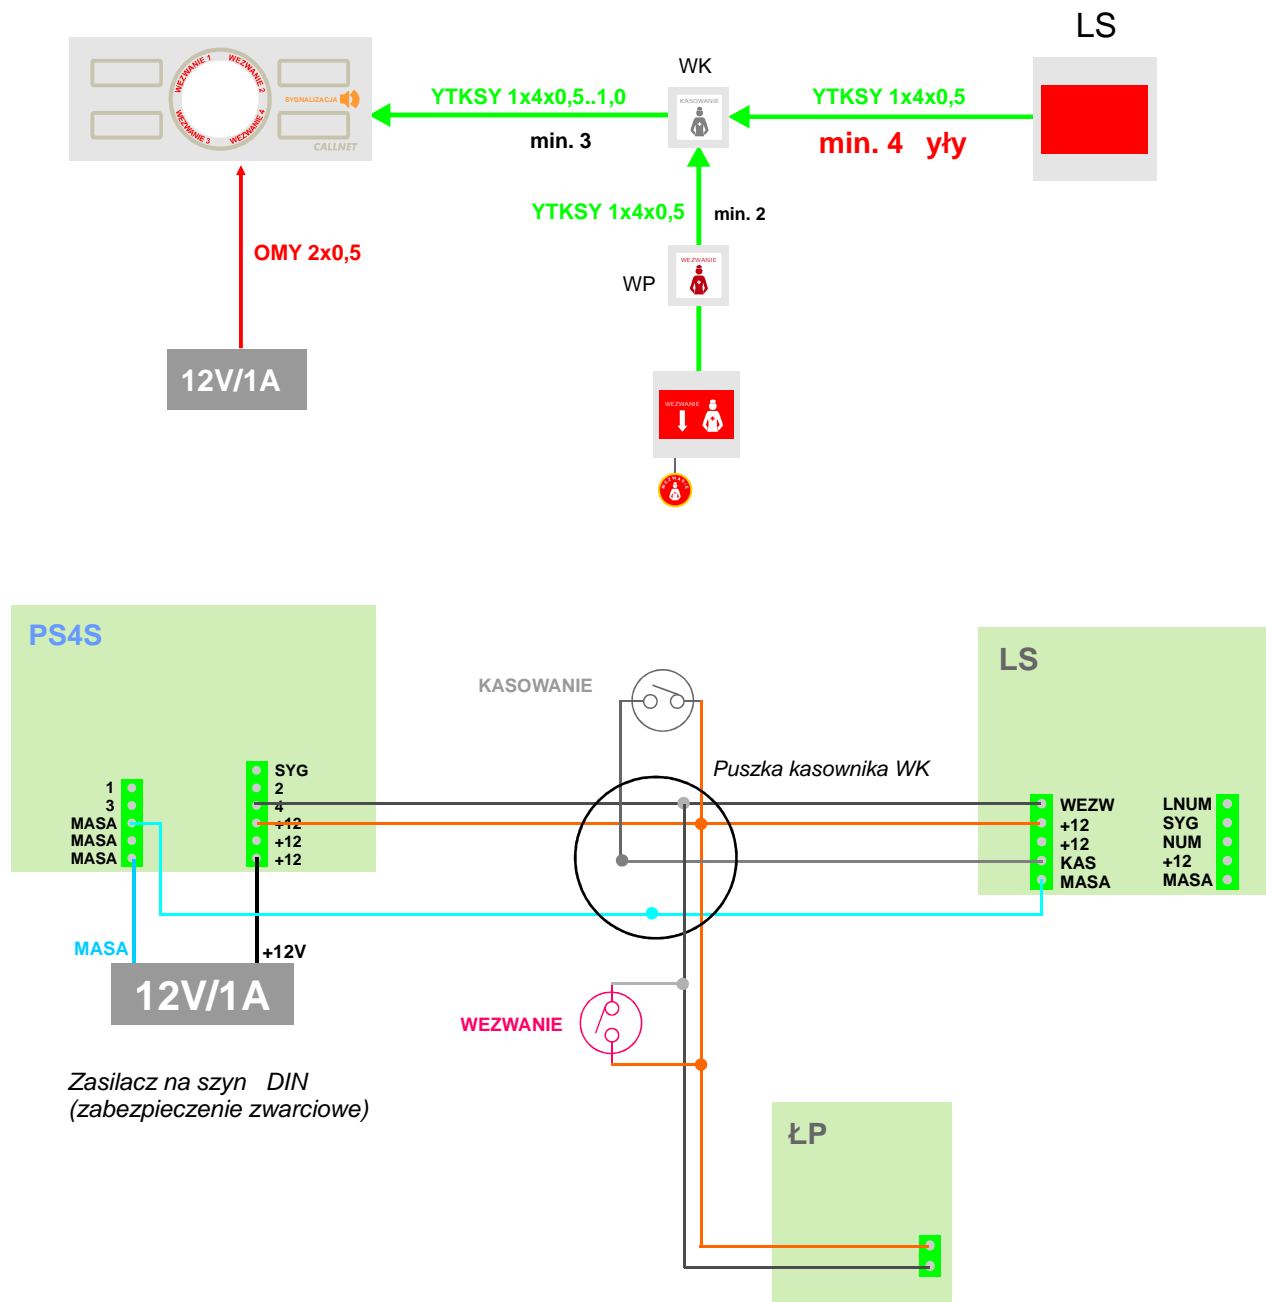 LS
WEZWANIE 1
WEZWANIE 2
WEZWANIE 3
WEZWANIE 4
SYGNALIZACJA
CALLNET
YTKSY 1x4x0,5..1,0
min. 3
WK
KASOWANIE
YTKSY 1x4x0,5
min. 4 yły
YTKSY 1x4x0,5
min. 2
OMY 2x0,5
WP
WEZWANIE
12V/1A
WEZWANIE
WEZWANIE
PS4S
LS
KASOWANIE
Puszka kasownika WK
1
3
MASA
MASA
MASA
SYG
2
4
+12
+12
+12
WEZW
+12
+12
KAS
MASA
LNUM
SYG
NUM
+12
MASA
MASA
+12V
12V/1A
WEZWANIE
Zasilacz na szyn DIN
(zabezpieczenie zwarciowe)
ŁP